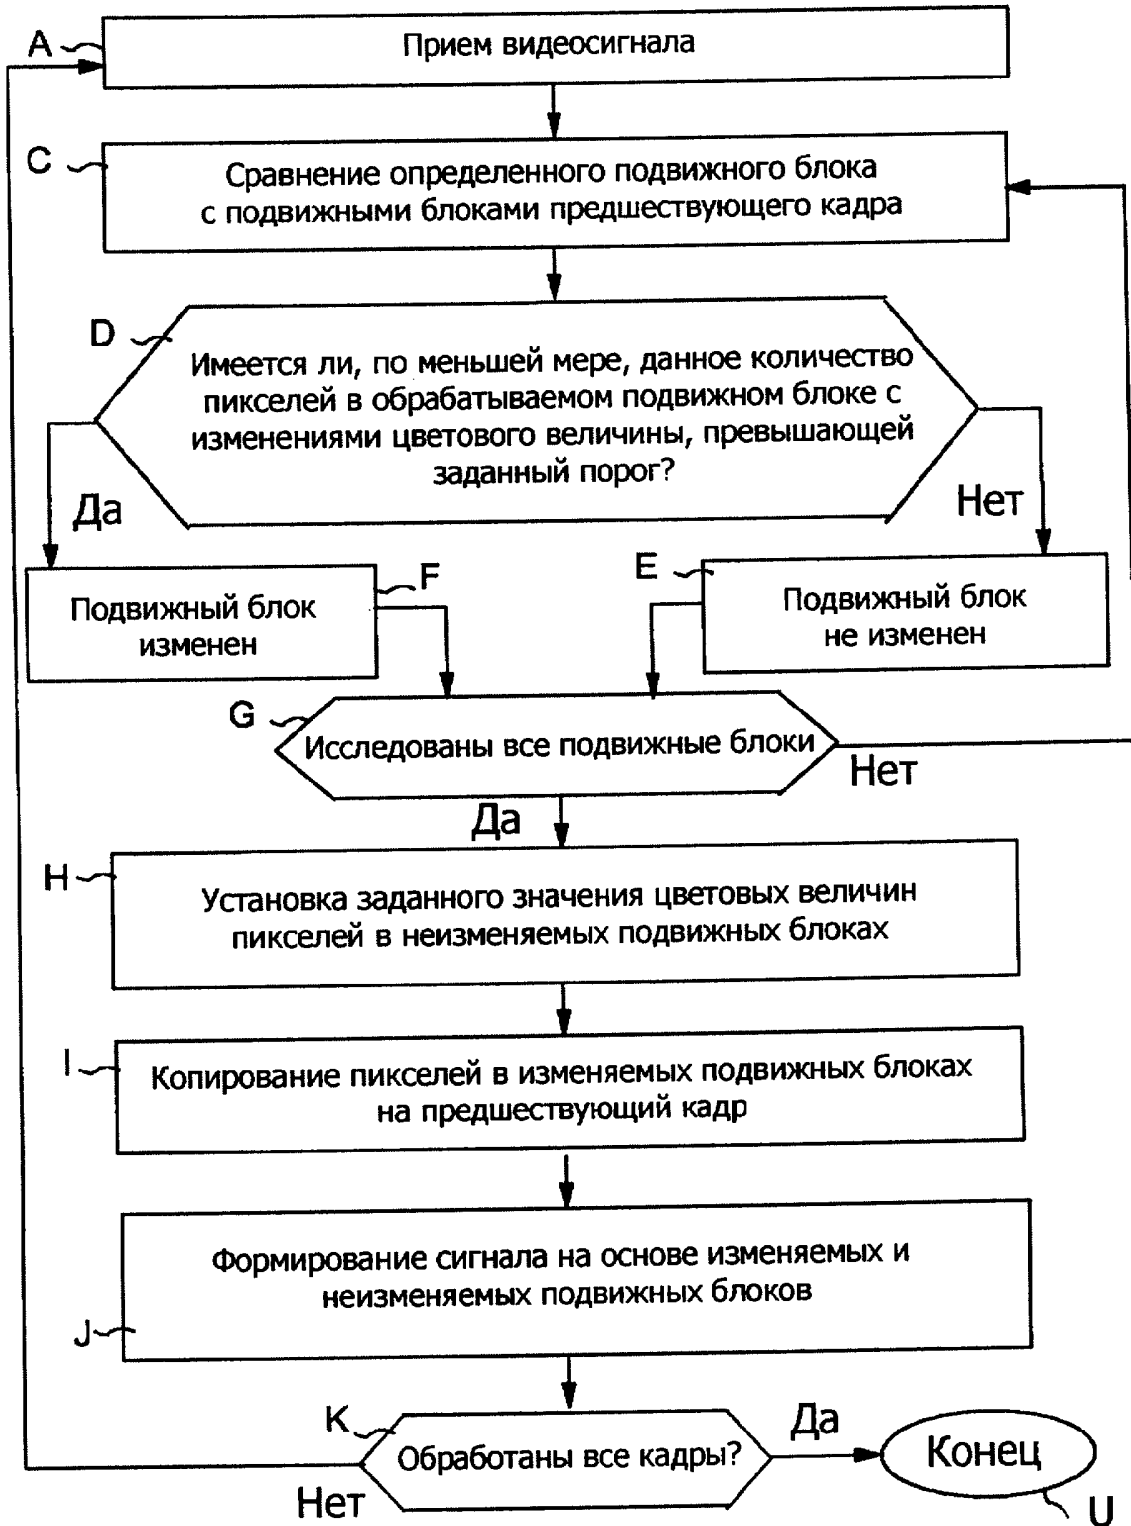 A
Прием видеосигнала
C
Сравнение определенного подвижного блока
с подвижными блоками предшествующего кадра
D
Имеется ли, по меньшей мере, данное количество
пикселей в обрабатываемом подвижном блоке с
изменениями цветового величины, превышающей
заданный порог?
Да
Нет
F
Подвижный блок
изменен
E
Подвижный блок
не изменен
G
Исследованы все подвижные блоки
Нет
Да
H
Установка заданного значения цветовых величин
пикселей в неизменяемых подвижных блоках
I
Копирование пикселей в изменяемых подвижных блоках
на предшествующий кадр
Формирование сигнала на основе изменяемых и
неизменяемых подвижных блоков
J
K
Обработаны все кадры?
Да
Конец
Нет
U